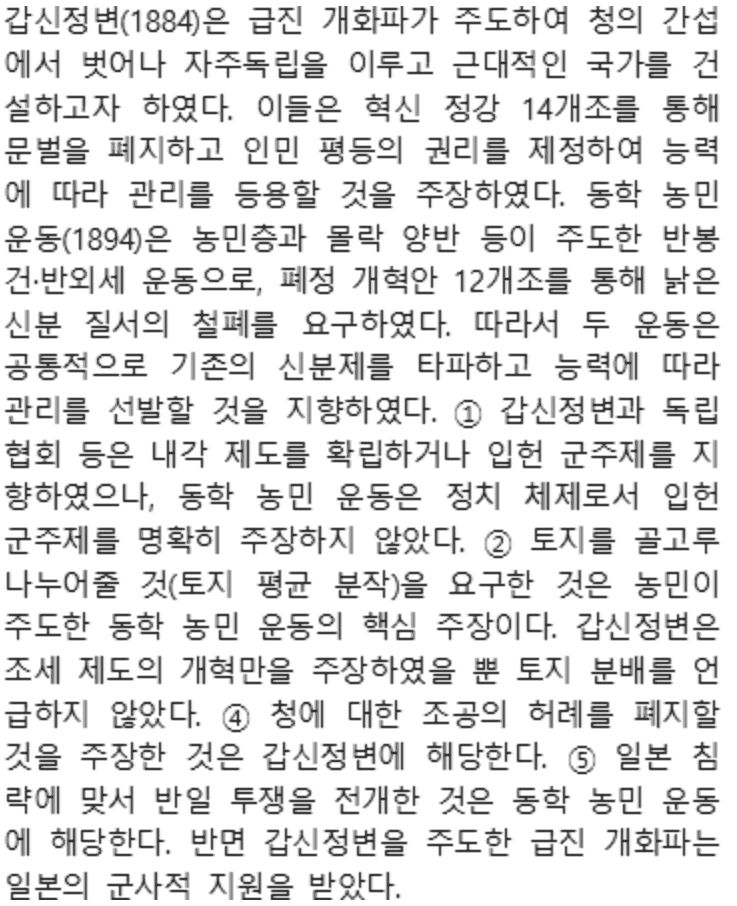 갑신정변(1884)은 급진 개화파가 주도하여 청의 간섭
에서 벗어나 자주독립을 이루고 근대적인 국가를 건
설하고자 하였다. 이들은 혁신 정강 14개조를 통해
문벌을 폐지하고 인민 평등의 권리를 제정하여 능력
에 따라 관리를 등용할 것을 주장하였다. 동학 농민
운동(1894)은 농민층과 몰락 양반 등이 주도한 반봉
건·반외세 운동으로, 폐정 개혁안 12개조를 통해 낡은
신분 질서의 철폐를 요구하였다. 따라서 두 운동은
공통적으로 기존의 신분제를 타파하고 능력에 따라
관리를 선발할 것을 지향하였다. ① 갑신정변과 독립
협회 등은 내각 제도를 확립하거나 입헌 군주제를 지
향하였으나, 동학 농민 운동은 정치 체제로서 입헌
군주제를 명확히 주장하지 않았다. ② 토지를 골고루
나누어줄 것(토지 평균 분작)을 요구한 것은 농민이
주도한 동학 농민 운동의 핵심 주장이다. 갑신정변은
조세 제도의 개혁만을 주장하였을 뿐 토지 분배를 언
급하지 않았다. ④ 청에 대한 조공의 허례를 폐지할
것을 주장한 것은 갑신정변에 해당한다. ⑤ 일본 침
략에 맞서 반일 투쟁을 전개한 것은 동학 농민 운동
에 해당한다. 반면 갑신정변을 주도한 급진 개화파는
일본의 군사적 지원을 받았다.